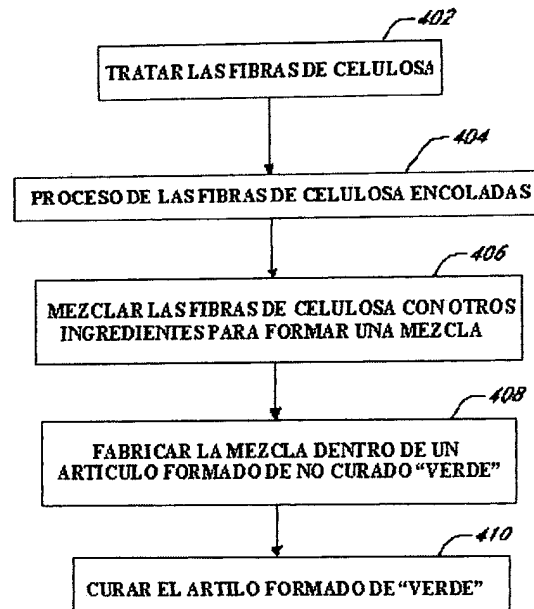 402
TRATAR LAS FIBRAS DE CELULOSA
404
PROCESO DE LAS FIBRAS DE CELULOSA ENCOLADAS
406
MEZCLAR LAS FIBRAS DE CELULOSA CON OTROS
INGREDIENTES PARA FORMAR UNA MEZCLA
408
FABRICAR LA MEZCLA DENTRO DE UN
ARTICULO FORMADO DE NO CURADO “VERDE”
410
CURAR EL ARTILO FORMADO DE “VERDE”